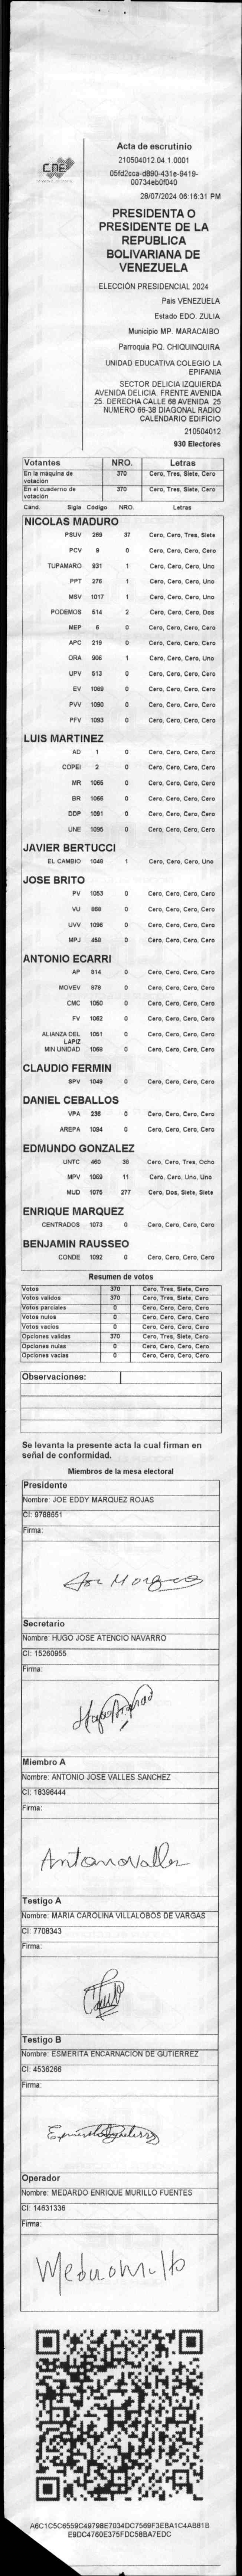 CNE
Acta de escrutinio
210504012.04.1.0001
05fd2cca-d890-431e-9419-
00734eb0f040
28/07/2024 06:16:31 PM
PRESIDENTA O
PRESIDENTE DE LA
REPUBLICA
BOLIVARIANA DE
VENEZUELA
ELECCIÓN PRESIDENCIAL 2024
Pais VENEZUELA
Estado EDO. ZULIA
Municipio MP. MARACAIBO
Parroquia PQ. CHIQUINQUIRA
UNIDAD EDUCATIVA COLEGIO LA
EPIFANIA
SECTOR DELICIA IZQUIERDA
AVENIDA DELICIA. FRENTE AVENIDA
25. DERECHA CALLE 68 AVENIDA 25
NUMERO 66-38 DIAGONAL RADIO
CALENDARIO EDIFICIO
210504012
930 Electores
Votantes NRO. Letras
En la máquina de votación 370 Cero, Tres, Siete, Cero
En el cuaderno de votación 370 Cero, Tres, Siete, Cero
Cand. Sigla Código NRO. Letras
NICOLAS MADURO
PSUV 269 37 Cero, Cero, Tres, Siete
PCV 9 0 Cero, Cero, Cero, Cero
TUPAMARO 931 1 Cero, Cero, Cero, Uno
PPT 276 1 Cero, Cero, Cero, Uno
MSV 1017 1 Cero, Cero, Cero, Uno
PODEMOS 514 2 Cero, Cero, Cero, Dos
MEP 6 0 Cero, Cero, Cero, Cero
APC 219 0 Cero, Cero, Cero, Cero
ORA 906 1 Cero, Cero, Cero, Uno
UPV 513 0 Cero, Cero, Cero, Cero
EV 1089 0 Cero, Cero, Cero, Cero
PVV 1090 0 Cero, Cero, Cero, Cero
PFV 1093 0 Cero, Cero, Cero, Cero
LUIS MARTINEZ
AD 1 0 Cero, Cero, Cero, Cero
COPEI 2 0 Cero, Cero, Cero, Cero
MR 1065 0 Cero, Cero, Cero, Cero
BR 1066 0 Cero, Cero, Cero, Cero
DDP 1091 0 Cero, Cero, Cero, Cero
UNE 1095 0 Cero, Cero, Cero, Cero
JAVIER BERTUCCI
EL CAMBIO 1048 1 Cero, Cero, Cero, Uno
JOSE BRITO
PV 1053 0 Cero, Cero, Cero, Cero
VU 869 0 Cero, Cero, Cero, Cero
UVV 1096 0 Cero, Cero, Cero, Cero
MPJ 459 0 Cero, Cero, Cero, Cero
ANTONIO ECARRI
AP 914 0 Cero, Cero, Cero, Cero
MOVEV 878 0 Cero, Cero, Cero, Cero
CMC 1050 0 Cero, Cero, Cero, Cero
FV 1062 0 Cero, Cero, Cero, Cero
ALIANZA DEL LAPIZ 1051 0 Cero, Cero, Cero, Cero
MIN UNIDAD 1069 0 Cero, Cero, Cero, Cero
CLAUDIO FERMIN
SPV 1049 0 Cero, Cero, Cero, Cero
DANIEL CEBALLOS
VPA 236 0 Cero, Cero, Cero, Cero
AREPA 1094 0 Cero, Cero, Cero, Cero
EDMUNDO GONZALEZ
UNTC 460 38 Cero, Cero, Tres, Ocho
MPV 1069 11 Cero, Cero, Uno, Uno
MUD 1075 277 Cero, Dos, Siete, Siete
ENRIQUE MARQUEZ
CENTRADOS 1073 0 Cero, Cero, Cero, Cero
BENJAMIN RAUSSEO
CONDE 1092 0 Cero, Cero, Cero, Cero
Resumen de votos
Votos 370 Cero, Tres, Siete, Cero
Votos validos 370 Cero, Tres, Siete, Cero
Votos parciales 0 Cero, Cero, Cero, Cero
Votos nulos 0 Cero, Cero, Cero, Cero
Votos vacios 0 Cero, Cero, Cero, Cero
Opciones validas 370 Cero, Tres, Siete, Cero
Opciones nulas 0 Cero, Cero, Cero, Cero
Opciones vacias 0 Cero, Cero, Cero, Cero
Observaciones:
Se levanta la presente acta la cual firman en
señal de conformidad.
Miembros de la mesa electoral
Presidente
Nombre: JOE EDDY MARQUEZ ROJAS
CI: 9788651
Firma:
Joe Marquez
Secretario
Nombre: HUGO JOSE ATENCIO NAVARRO
CI: 15260955
Firma:
Miembro A
Nombre: ANTONIO JOSE VALLES SANCHEZ
CI: 18396444
Firma:
Antonio Valles
Testigo A
Nombre: MARIA CAROLINA VILLALOBOS DE VARGAS
CI: 7708343
Firma:
Testigo B
Nombre: ESMERITA ENCARNACION DE GUTIERREZ
CI: 4536266
Firma:
Operador
Nombre: MEDARDO ENRIQUE MURILLO FUENTES
CI: 14631336
Firma:
A6C1C5C6559C49798E7034DC7569F3EBA1C4AB81B
E9DC4760E375FDC58BA7EDC